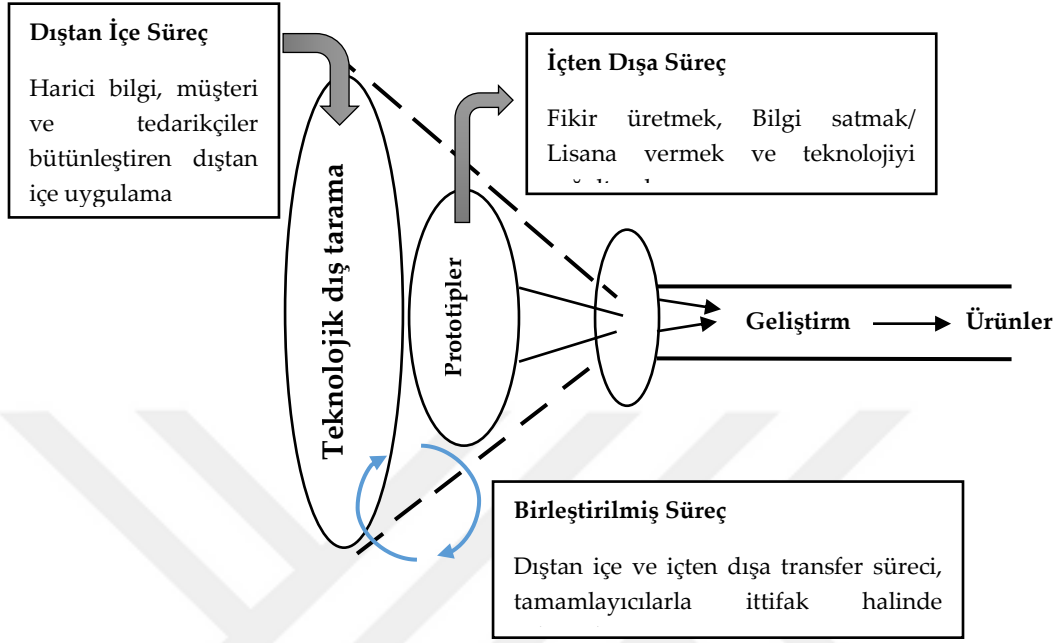 Dıştan İçe Süreç
Harici bilgi, müşteri
ve tedarikçiler
bütünleştiren dıştan
içe uygulama
İçten Dışa Süreç
Fikir üretmek, Bilgi satmak/
Lisana vermek ve teknolojiyi
Teknolojik dış tarama
Prototipler
Geliştirm
Ürünler
Birleştirilmiş Süreç
Dıştan içe ve içten dışa transfer süreci,
tamamlayıcılarla ittifak halinde